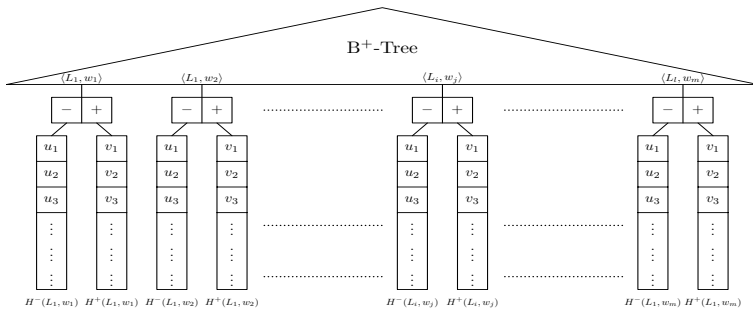 B⁺-Tree
⟨L₁, w₁⟩ ⟨L₁, w₂⟩ ⟨Lᵢ, wⱼ⟩ ⟨Lₗ, wₘ⟩
− + − + − + − +
u₁ v₁ u₁ v₁ u₁ v₁ u₁ v₁
u₂ v₂ u₂ v₂ u₂ v₂ u₂ v₂
u₃ v₃ u₃ v₃ u₃ v₃ u₃ v₃
H⁻(L₁, w₁) H⁺(L₁, w₁) H⁻(L₁, w₂) H⁺(L₁, w₂) H⁻(Lᵢ, wⱼ) H⁺(Lᵢ, wⱼ) H⁻(L₁, wₘ) H⁺(L₁, wₘ)